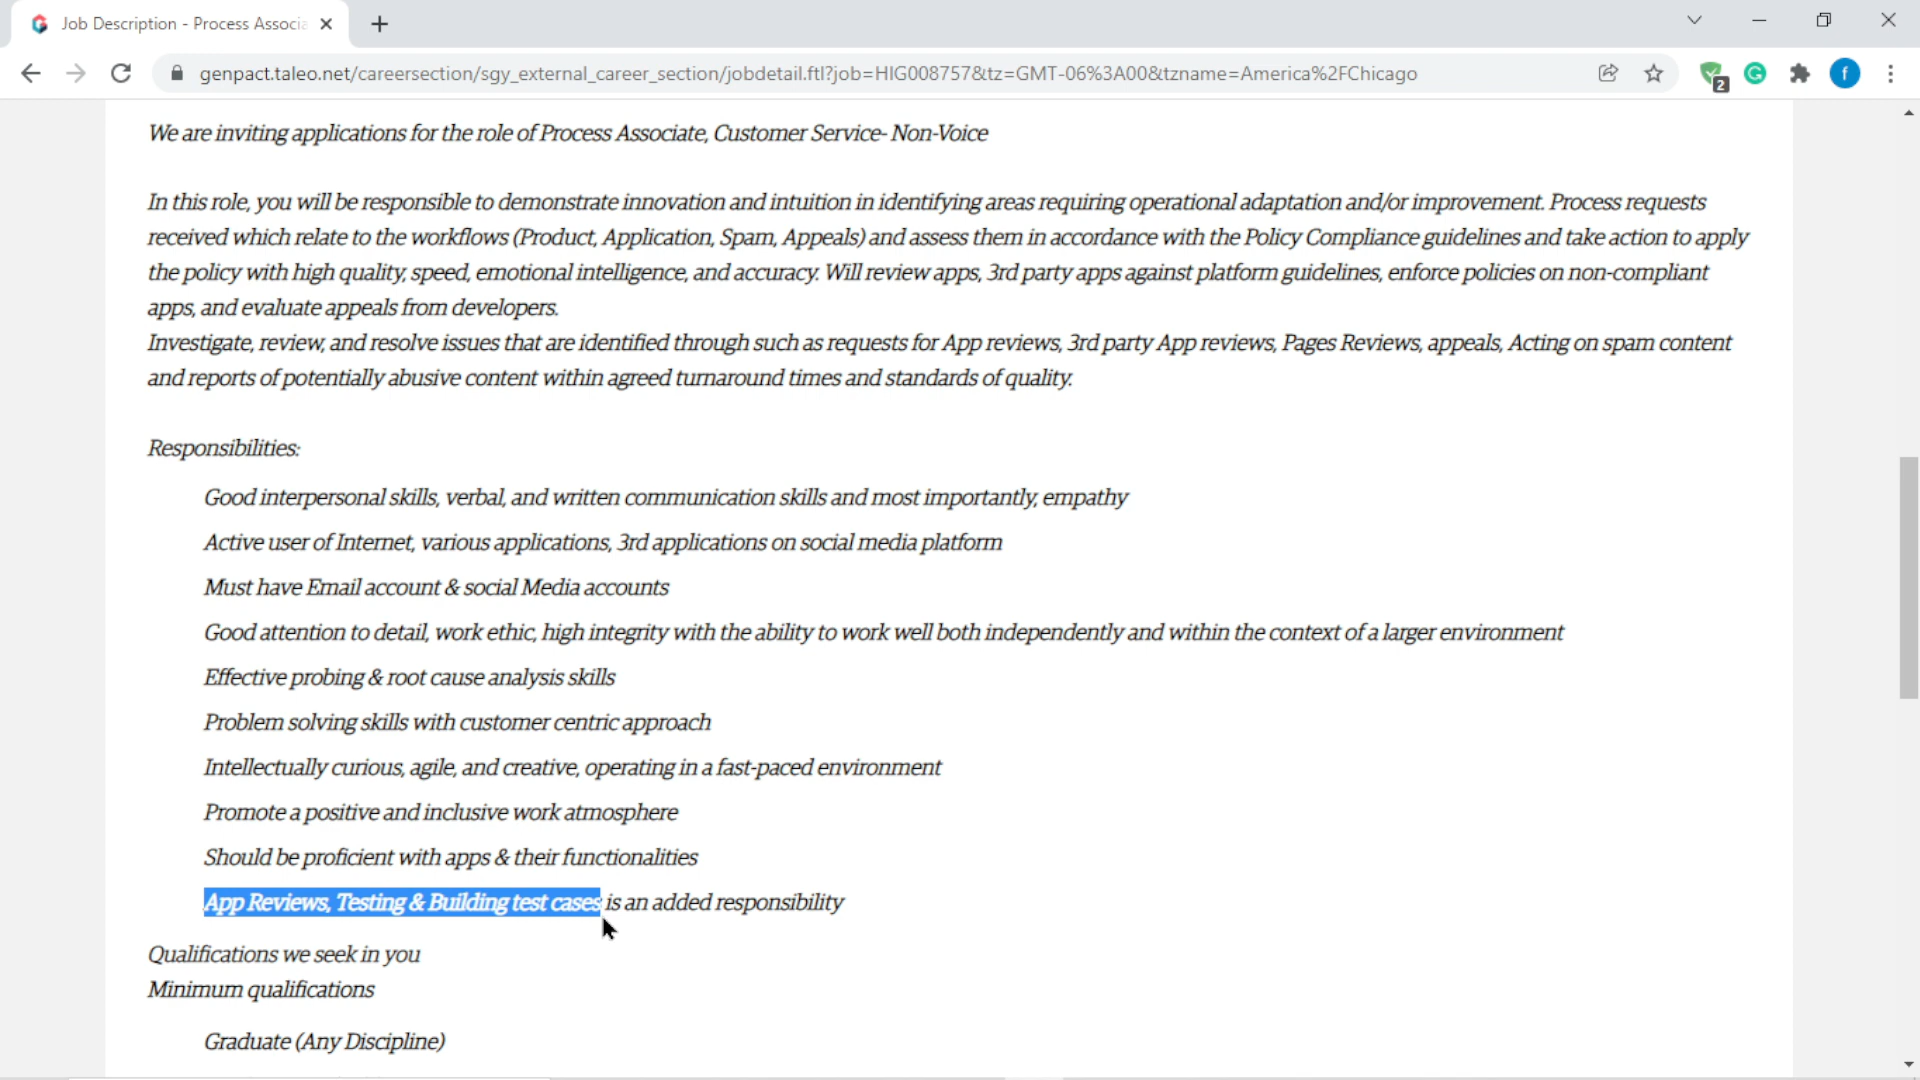 Job Description - Process Associa
genpact.taleo.net/careersection/sgy_external_career_section/jobdetail.ftl?job=HIG008757&tz=GMT-06%3A00&tzname=America%2FChicago
2
f
We are inviting applications for the role of Process Associate, Customer Service- Non-Voice
In this role, you will be responsible to demonstrate innovation and intuition in identifying areas requiring operational adaptation and/or improvement. Process requests
received which relate to the workflows (Product, Application, Spam, Appeals) and assess them in accordance with the Policy Compliance guidelines and take action to apply
the policy with high quality, speed, emotional intelligence, and accuracy. Will review apps, 3rd party apps against platform guidelines, enforce policies on non-compliant
apps, and evaluate appeals from developers.
Investigate, review, and resolve issues that are identified through such as requests for App reviews, 3rd party App reviews, Pages Reviews, appeals, Acting on spam content
and reports of potentially abusive content within agreed turnaround times and standards of quality.
Responsibilities:
Good interpersonal skills, verbal, and written communication skills and most importantly, empathy
Active user of Internet, various applications, 3rd applications on social media platform
Must have Email account & social Media accounts
Good attention to detail, work ethic, high integrity with the ability to work well both independently and within the context of a larger environment
Effective probing & root cause analysis skills
Problem solving skills with customer centric approach
Intellectually curious, agile, and creative, operating in a fast-paced environment
Promote a positive and inclusive work atmosphere
Should be proficient with apps & their functionalities
App Reviews, Testing & Building test cases is an added responsibility
Qualifications we seek in you
Minimum qualifications
Graduate (Any Discipline)